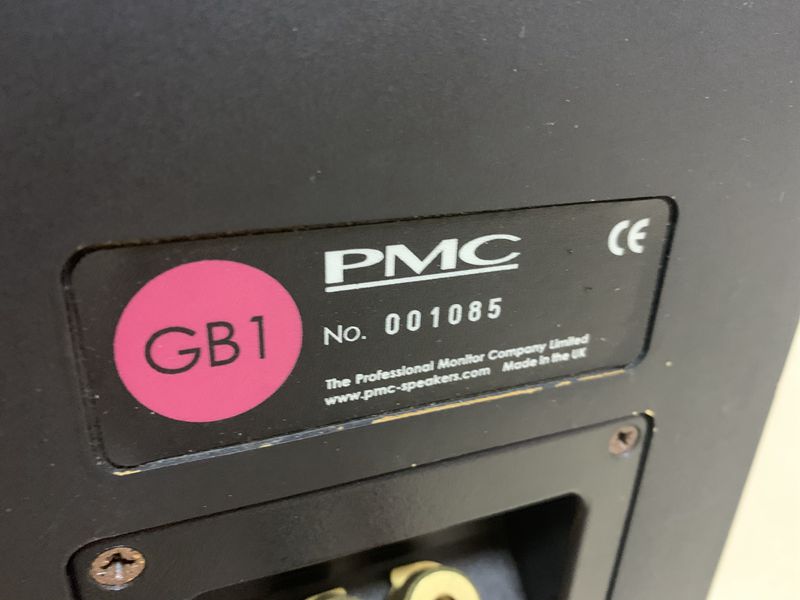 GB1
PMC
CE
No. 001085
The Professional Monitor Company Limited
www.pmc-speakers.com Made in the UK